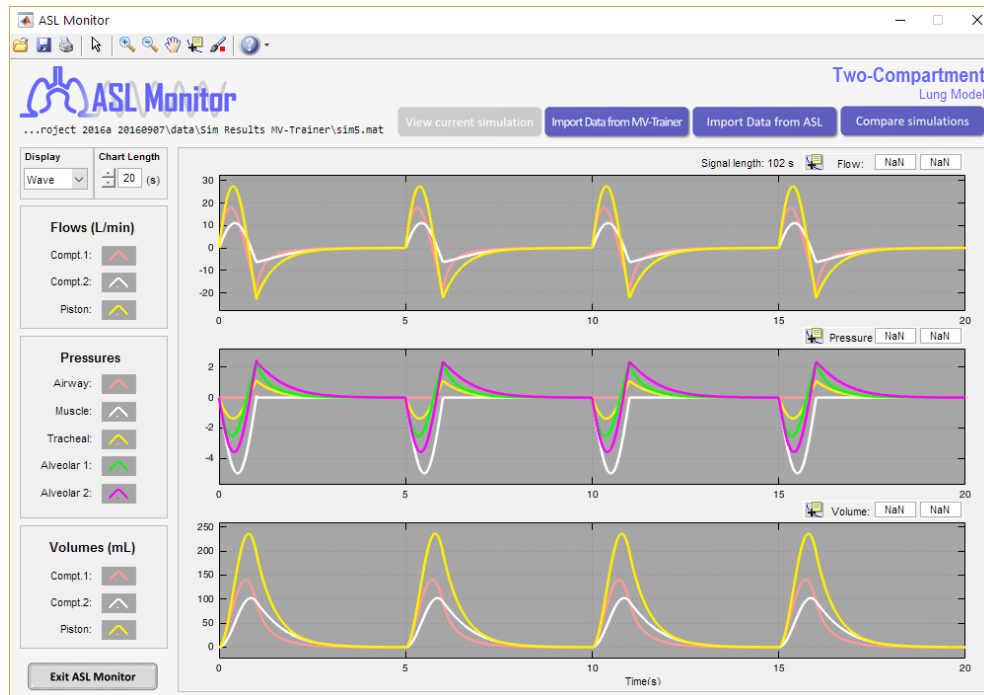 ASL Monitor
ASL Monitor
Two-Compartment
Lung Model
...roject 2016a 20160907\data\Sim Results MV-Trainer\sim5.mat
View current simulation
Import Data from MV-Trainer
Import Data from ASL
Compare simulations
Display
Wave
Chart Length
20 (s)
Flows (L/min)
Compt.1:
Compt.2:
Piston:
Pressures
Airway:
Muscle:
Tracheal:
Alveolar 1:
Alveolar 2:
Volumes (mL)
Compt.1:
Compt.2:
Piston:
Exit ASL Monitor
Signal length: 102 s
Flow: NaN NaN
30
20
10
0
-10
-20
0 5 10 15 20
Pressure NaN NaN
2
0
-2
-4
0 5 10 15 20
Volume: NaN NaN
250
200
150
100
50
0
0 5 10 15 20
Time(s)